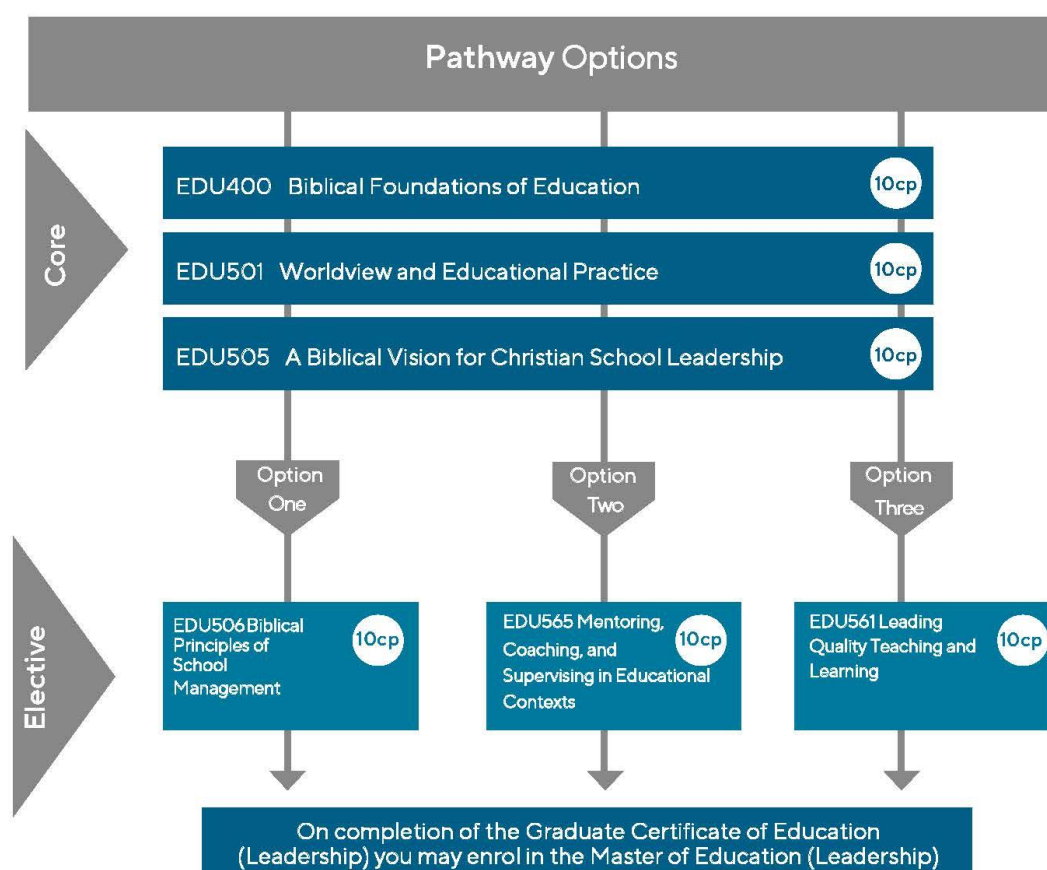 Pathway Options
Core
EDU400 Biblical Foundations of Education
10cp
EDU501 Worldview and Educational Practice
10cp
EDU505 A Biblical Vision for Christian School Leadership
10cp
Option
One
Option
Two
Option
Three
Elective
EDU506 Biblical
Principles of
School
Management
10cp
EDU565 Mentoring,
Coaching, and
Supervising in Educational
Contexts
10cp
EDU561 Leading
Quality Teaching and
Learning
10cp
On completion of the Graduate Certificate of Education
(Leadership) you may enrol in the Master of Education (Leadership)